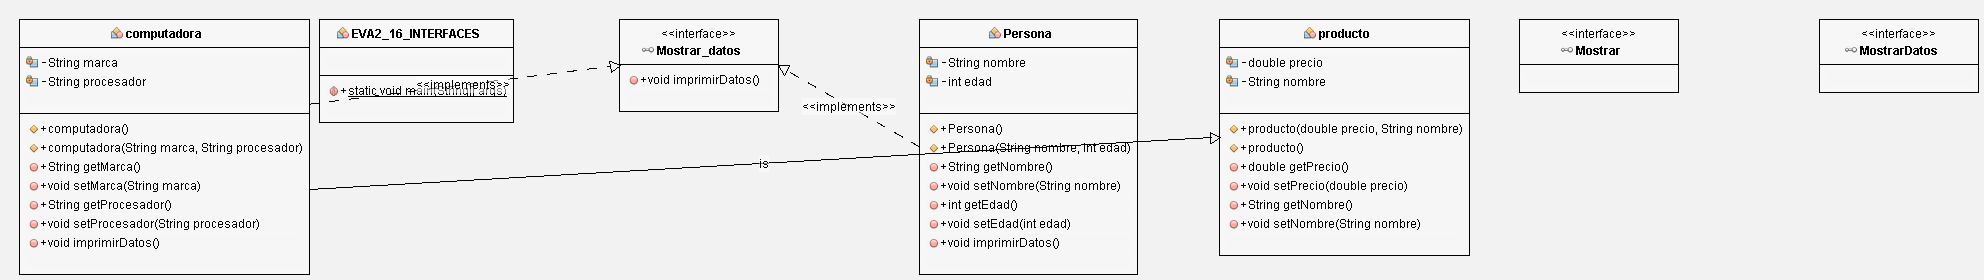 computadora
- String marca
- String procesador
+ computadora()
+ computadora(String marca, String procesador)
+ String getMarca()
+ void setMarca(String marca)
+ String getProcesador()
+ void setProcesador(String procesador)
+ void imprimirDatos()
EVA2_16_INTERFACES
+ static void main(String[] args)
<<implements>>
<<interface>>
Mostrar_datos
+ void imprimirDatos()
<<implements>>
is
Persona
- String nombre
- int edad
+ Persona()
+ Persona(String nombre, int edad)
+ String getNombre()
+ void setNombre(String nombre)
+ int getEdad()
+ void setEdad(int edad)
+ void imprimirDatos()
producto
- double precio
- String nombre
+ producto(double precio, String nombre)
+ producto()
+ double getPrecio()
+ void setPrecio(double precio)
+ String getNombre()
+ void setNombre(String nombre)
<<interface>>
Mostrar
<<interface>>
MostrarDatos